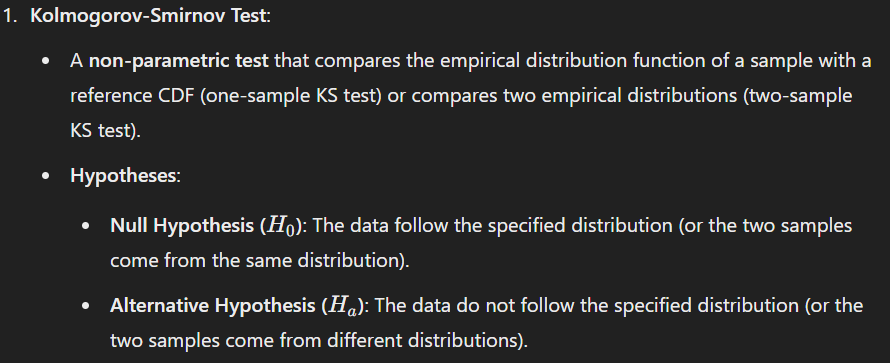 1. Kolmogorov-Smirnov Test:
• A non-parametric test that compares the empirical distribution function of a sample with a
reference CDF (one-sample KS test) or compares two empirical distributions (two-sample
KS test).
• Hypotheses:
• Null Hypothesis (H₀): The data follow the specified distribution (or the two samples
come from the same distribution).
• Alternative Hypothesis (Hₐ): The data do not follow the specified distribution (or the
two samples come from different distributions).